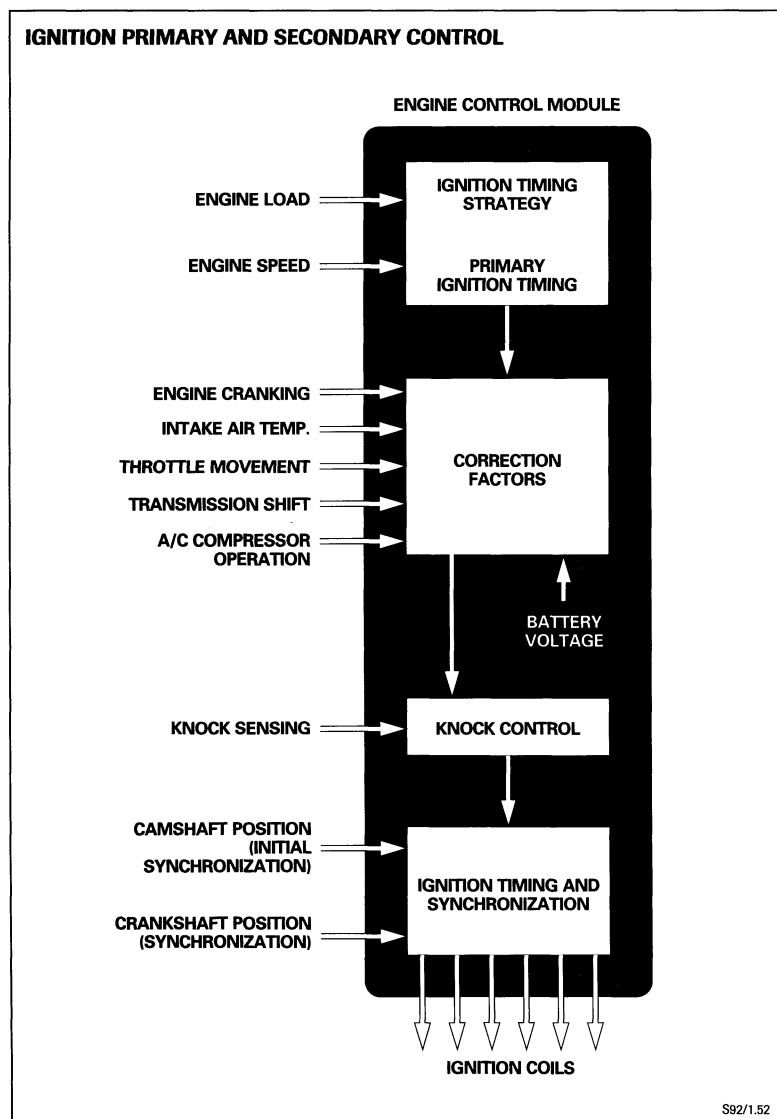 IGNITION PRIMARY AND SECONDARY CONTROL
ENGINE CONTROL MODULE
ENGINE LOAD
IGNITION TIMING
STRATEGY
ENGINE SPEED
PRIMARY
IGNITION TIMING
ENGINE CRANKING
INTAKE AIR TEMP.
THROTTLE MOVEMENT
TRANSMISSION SHIFT
A/C COMPRESSOR
OPERATION
CORRECTION
FACTORS
BATTERY
VOLTAGE
KNOCK SENSING
KNOCK CONTROL
CAMSHAFT POSITION
(INITIAL
SYNCHRONIZATION)
CRANKSHAFT POSITION
(SYNCHRONIZATION)
IGNITION TIMING AND
SYNCHRONIZATION
IGNITION COILS
S92/1.52